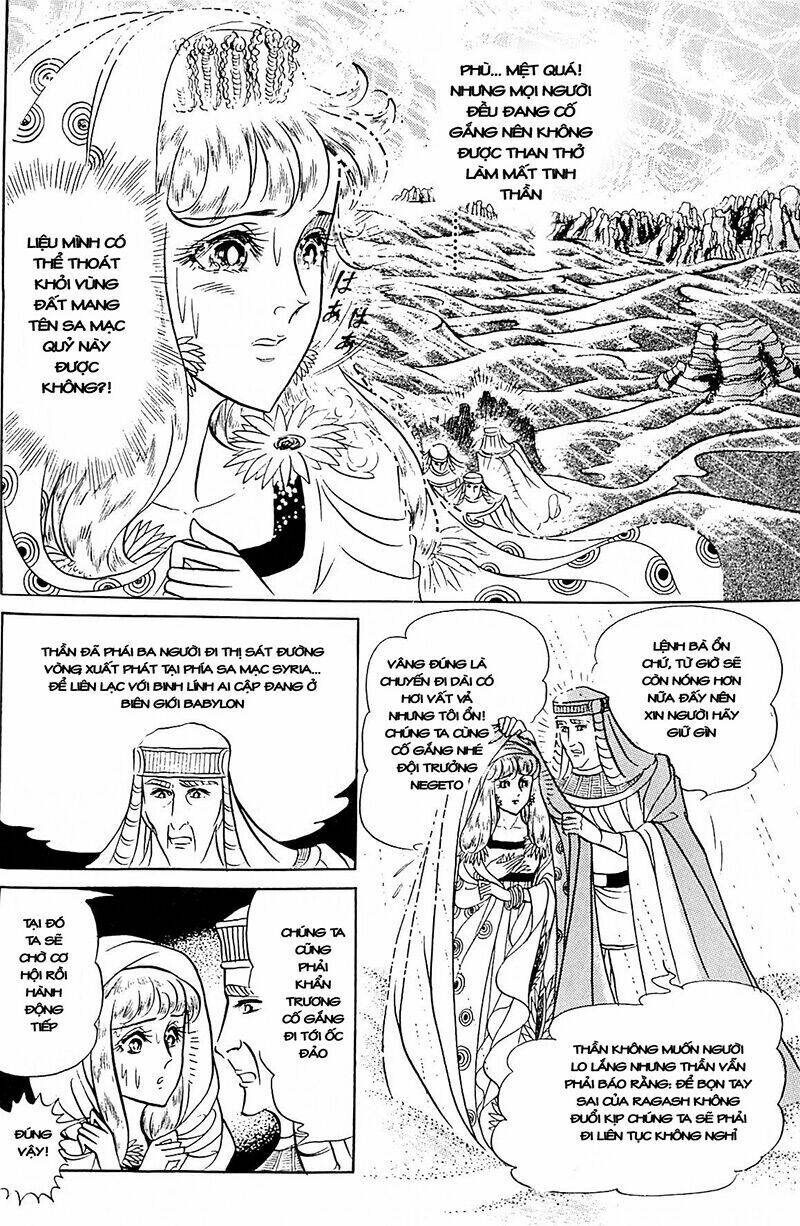 PHÙ... MỆT QUÁ!
NHƯNG MỌI NGƯỜI
ĐỀU ĐANG CỐ
GẮNG NÊN KHÔNG
ĐƯỢC THAN THỞ
LÀM MẤT TINH
THẦN
LIỆU MÌNH CÓ
THỂ THOÁT
KHỎI VÙNG
ĐẤT MANG
TÊN SA MẠC
QUỶ NÀY
ĐƯỢC
KHÔNG?!
はぁ
はぁ
LỆNH BÀ ỔN
CHỨ, TỪ GIỜ SẼ
CÒN NÓNG HƠN
NỮA ĐẤY NÊN
XIN NGƯỜI HÃY
GIỮ GÌN
VÂNG ĐÚNG LÀ
CHUYẾN ĐI DÀI CÓ
HƠI VẤT VẢ
NHƯNG TÔI ỔN!
CHÚNG TA CÙNG
CỐ GẮNG NHÉ
ĐỘI TRƯỞNG
NEGETO
THẦN KHÔNG MUỐN NGƯỜI
LO LẮNG NHƯNG THẦN VẪN
PHẢI BÁO RẰNG: ĐỂ BỌN TAY
SAI CỦA RAGASH KHÔNG
ĐUỔI KỊP CHÚNG TA SẼ PHẢI
ĐI LIÊN TỤC KHÔNG NGHỈ
THẦN ĐÃ PHÁI BA NGƯỜI ĐI THỊ SÁT ĐƯỜNG
VÒNG, XUẤT PHÁT TẠI PHÍA SA MẠC SYRIA...
ĐỂ LIÊN LẠC VỚI BINH LÍNH AI CẬP ĐANG Ở
BIÊN GIỚI BABYLON
CHÚNG TA
CŨNG
PHẢI
KHẨN
TRƯƠNG
CỐ GẮNG
ĐI TỚI ỐC
ĐẢO
TẠI ĐÓ
TA SẼ
CHỜ CƠ
HỘI RỒI
HÀNH
ĐỘNG
TIẾP
ĐÚNG
VẬY!